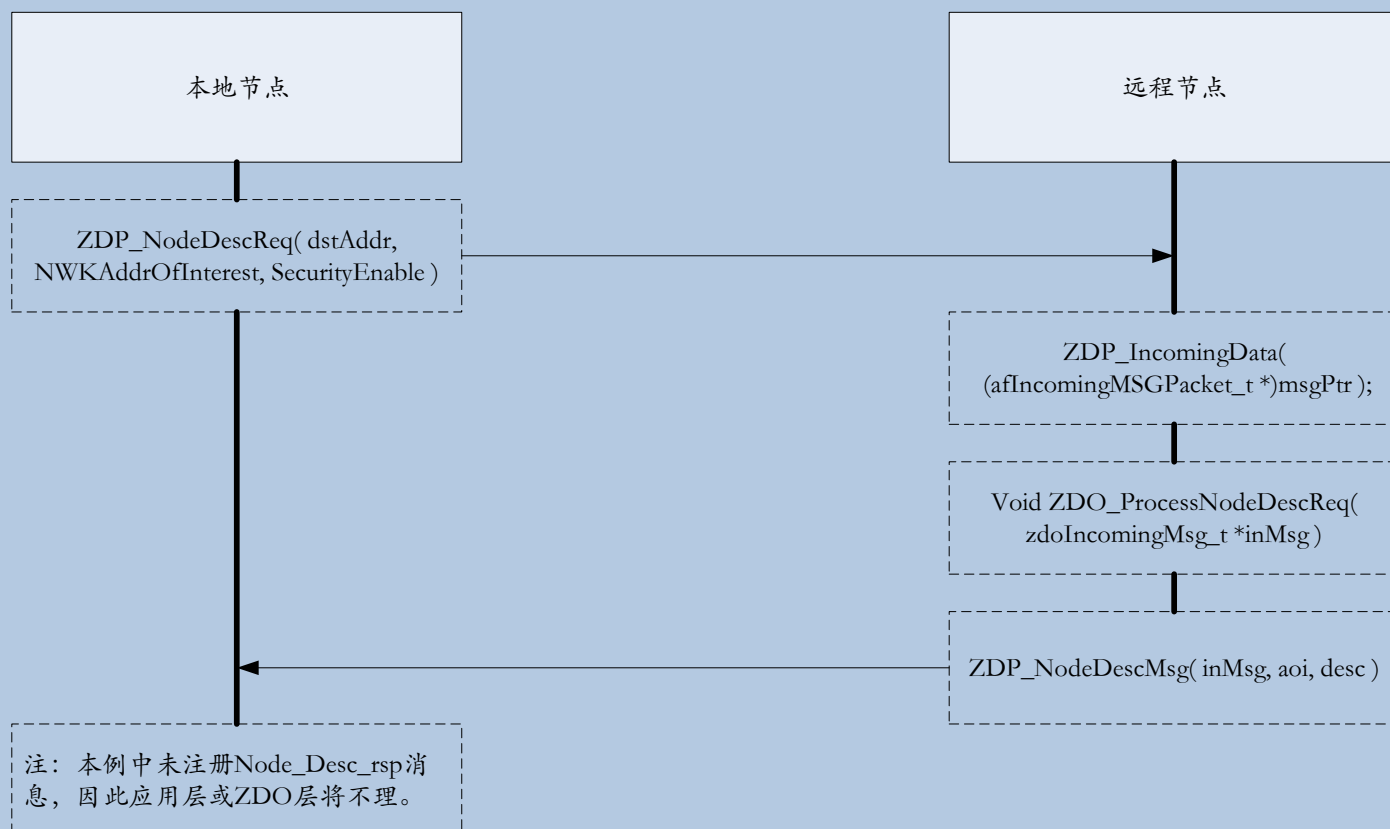 本地节点
远程节点
ZDP_NodeDescReq( dstAddr,
NWKAddrOfInterest, SecurityEnable )
ZDP_IncomingData(
(afIncomingMSGPacket_t *)msgPtr );
Void ZDO_ProcessNodeDescReq(
zdoIncomingMsg_t *inMsg )
ZDP_NodeDescMsg( inMsg, aoi, desc )
注：本例中未注册Node_Desc_rsp消
息，因此应用层或ZDO层将不理。